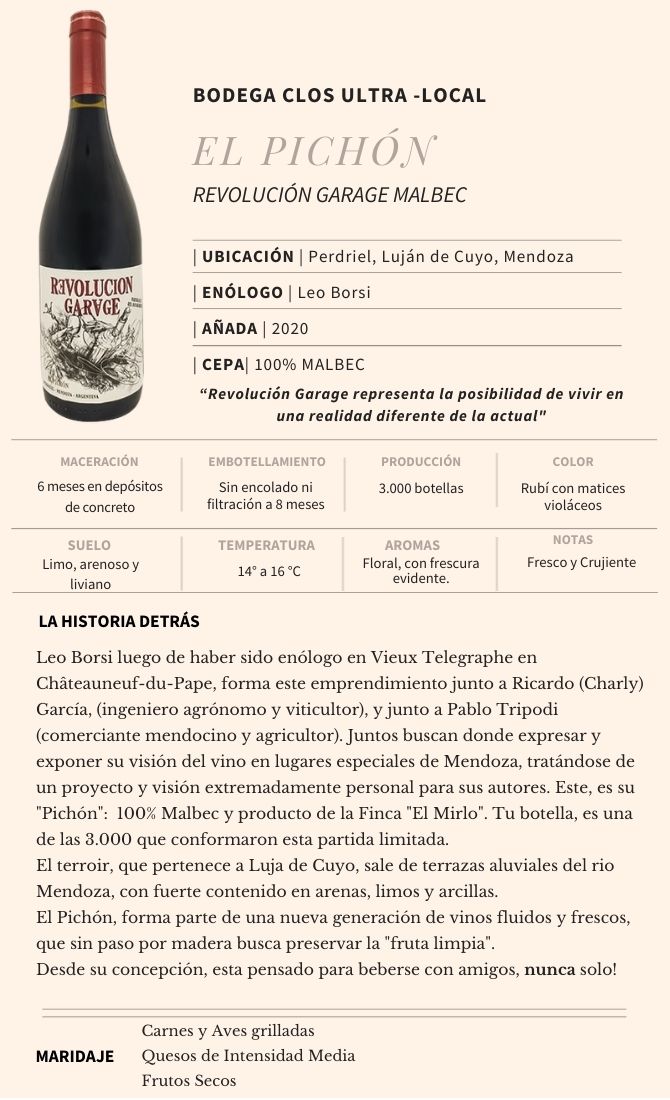 BODEGA CLOS ULTRA -LOCAL
EL PICHÓN
REVOLUCIÓN GARAGE MALBEC
| UBICACIÓN | Perdriel, Luján de Cuyo, Mendoza
| ENÓLOGO | Leo Borsi
| AÑADA | 2020
| CEPA| 100% MALBEC
“Revolución Garage representa la posibilidad de vivir en
una realidad diferente de la actual"
REVOLUCION
GARAGE
MENDOZA - ARGENTINA
MACERACIÓN
6 meses en depósitos
de concreto
EMBOTELLAMIENTO
Sin encolado ni
filtración a 8 meses
PRODUCCIÓN
3.000 botellas
COLOR
Rubí con matices
violáceos
SUELO
Limo, arenoso y
liviano
TEMPERATURA
14° a 16 °C
AROMAS
Floral, con frescura
evidente.
NOTAS
Fresco y Crujiente
LA HISTORIA DETRÁS
Leo Borsi luego de haber sido enólogo en Vieux Telegraphe en
Châteauneuf-du-Pape, forma este emprendimiento junto a Ricardo (Charly)
García, (ingeniero agrónomo y viticultor), y junto a Pablo Tripodi
(comerciante mendocino y agricultor). Juntos buscan donde expresar y
exponer su visión del vino en lugares especiales de Mendoza, tratándose de
un proyecto y visión extremadamente personal para sus autores. Este, es su
"Pichón":  100% Malbec y producto de la Finca "El Mirlo". Tu botella, es una
de las 3.000 que conformaron esta partida limitada.
El terroir, que pertenece a Luja de Cuyo, sale de terrazas aluviales del rio
Mendoza, con fuerte contenido en arenas, limos y arcillas.
El Pichón, forma parte de una nueva generación de vinos fluidos y frescos,
que sin paso por madera busca preservar la "fruta limpia".
Desde su concepción, esta pensado para beberse con amigos, nunca solo!
MARIDAJE
Carnes y Aves grilladas
Quesos de Intensidad Media
Frutos Secos